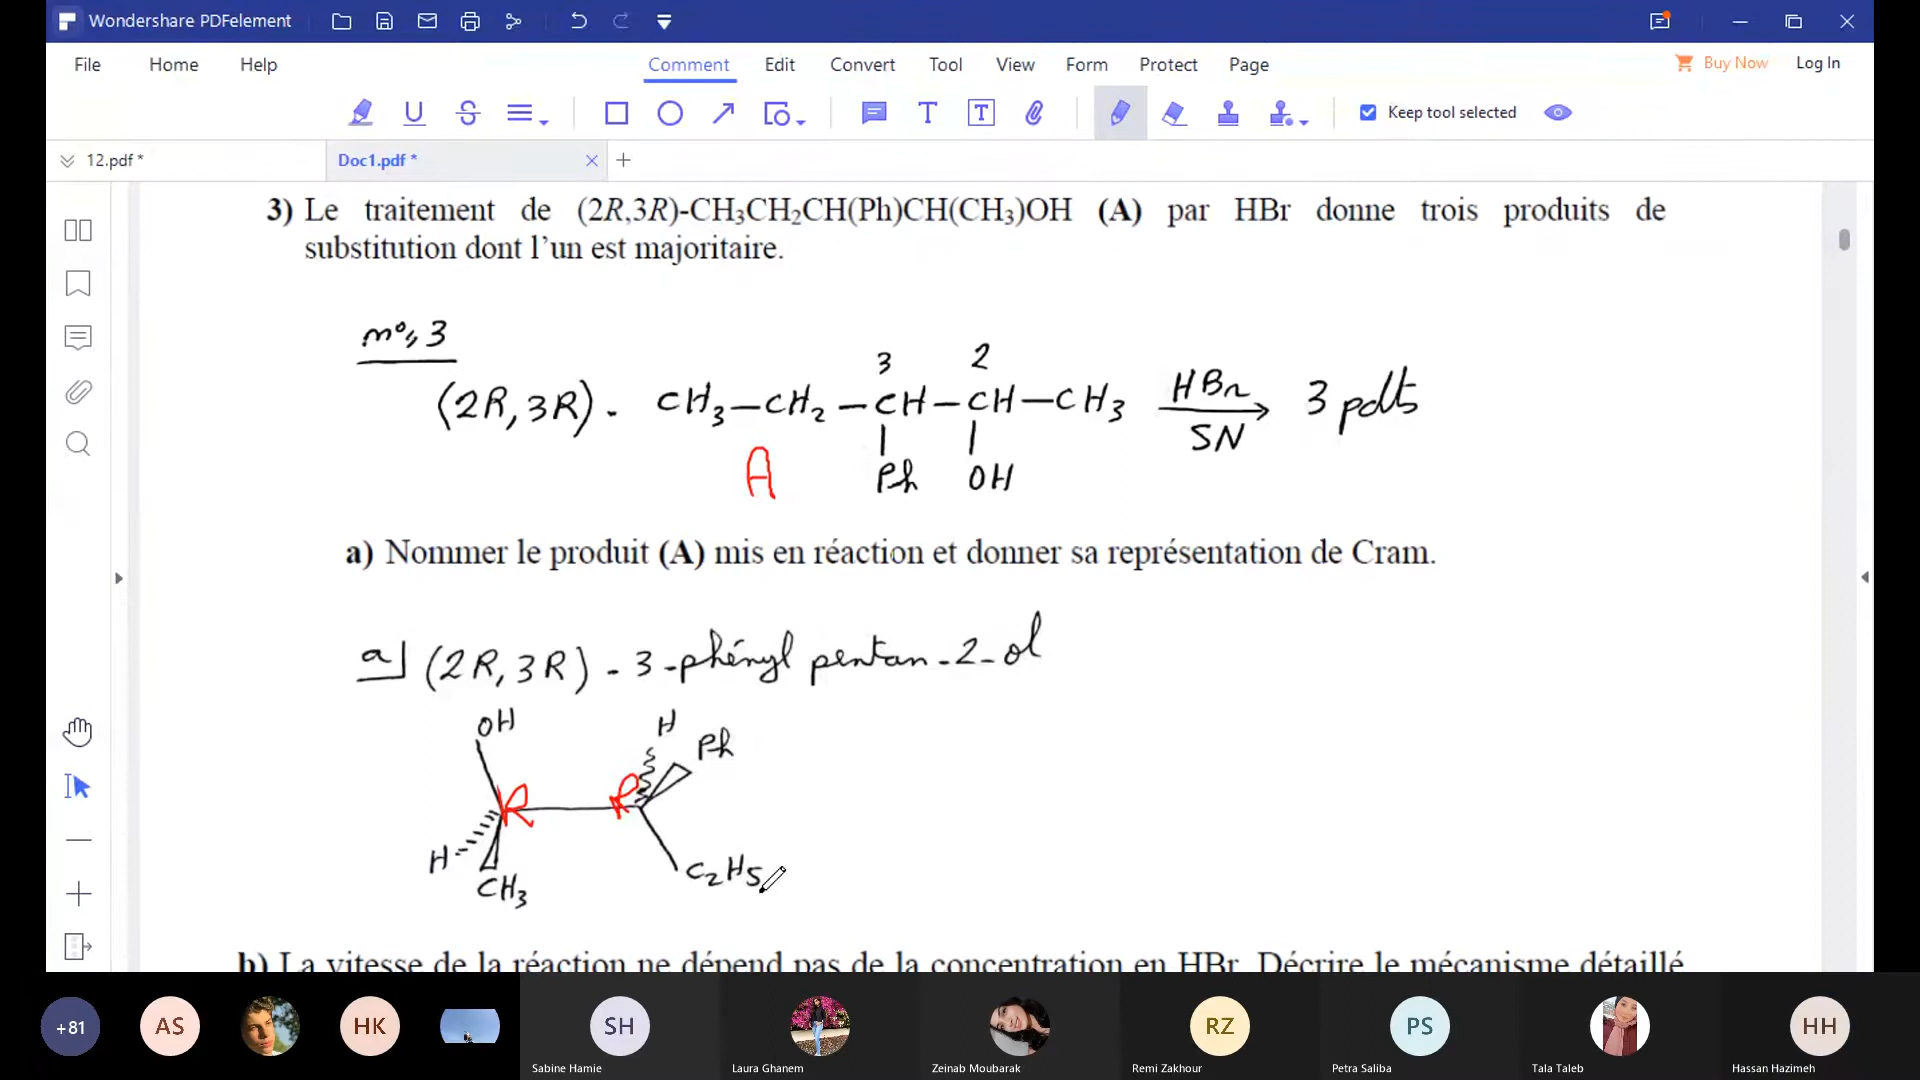 Wondershare PDFelement
File Home Help Comment Edit Convert Tool View Form Protect Page Buy Now Log In
Keep tool selected
12.pdf * Doc1.pdf *
3) Le traitement de (2R,3R)-CH₃CH₂CH(Ph)CH(CH₃)OH (A) par HBr donne trois produits de
substitution dont l’un est majoritaire.
n°3
3 2
(2R, 3R) - CH₃—CH₂—CH—CH—CH₃ HBr 3 pdts
SN
A Ph OH
a) Nommer le produit (A) mis en réaction et donner sa représentation de Cram.
a] (2R, 3R) - 3-phényl pentan-2-ol
OH H Ph
R R
H
CH₃ C₂H₅
b) La vitesse de la réaction ne dépend pas de la concentration en HBr. Décrire le mécanisme détaillé
+81 AS HK SH RZ PS HH
Sabine Hamie Laura Ghanem Zeinab Moubarak Remi Zakhour Petra Saliba Tala Taleb Hassan Hazimeh